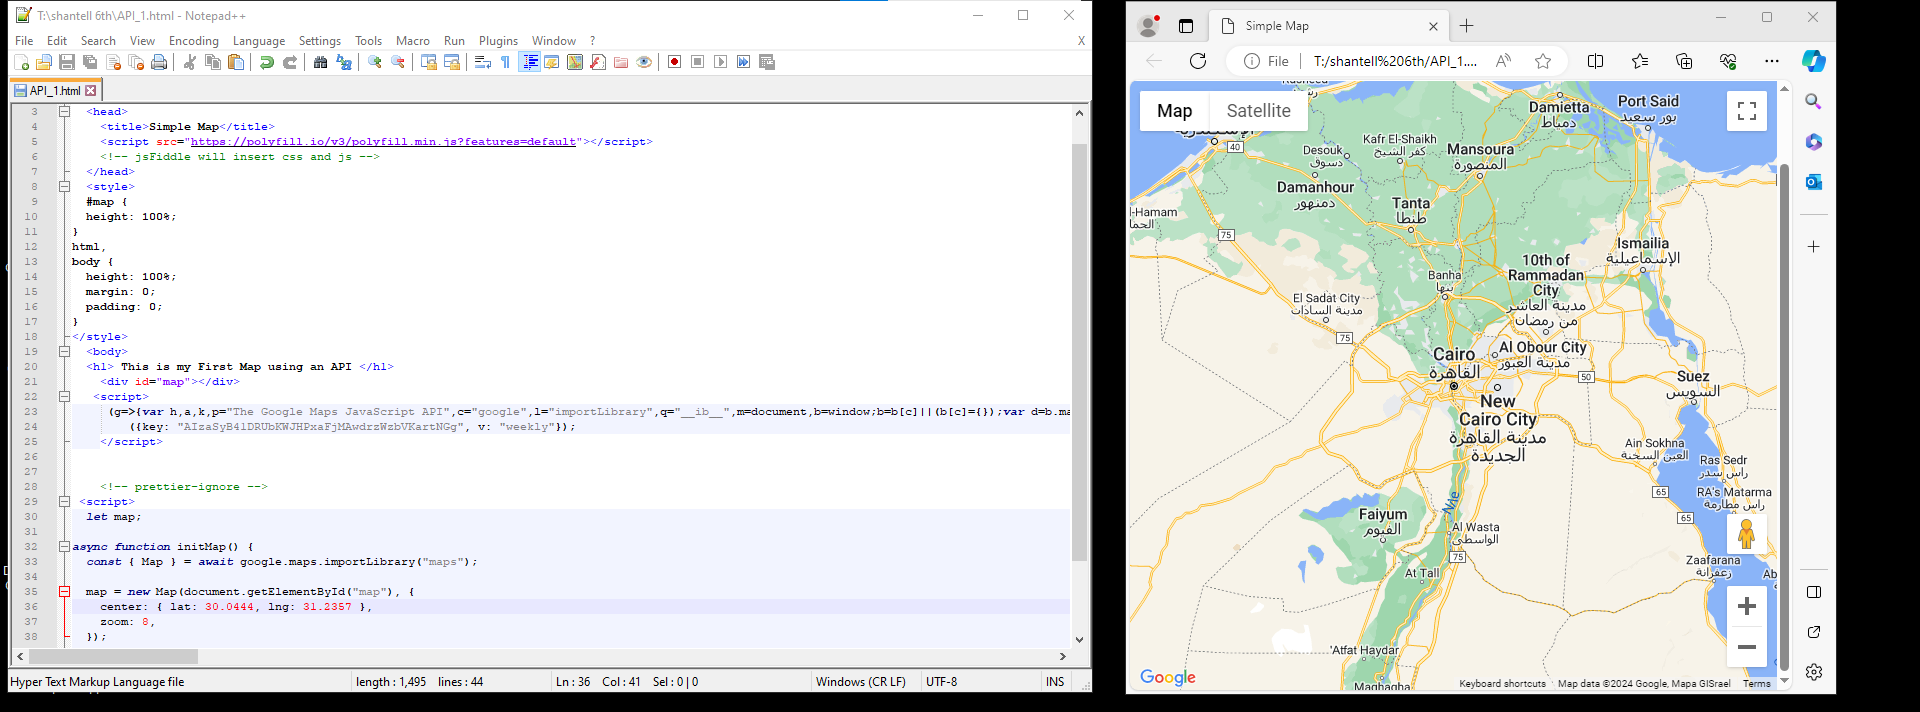 T:\shantell 6th\API_1.html - Notepad++
File Edit Search View Encoding Language Settings Tools Macro Run Plugins Window ? X
API_1.html
3 <head>
4 <title>Simple Map</title>
5 <script src="https://polyfill.io/v3/polyfill.min.js?features=default"></script>
6 <!-- jsFiddle will insert css and js -->
7 </head>
8 <style>
9 #map {
10 height: 100%;
11 }
12 html,
13 body {
14 height: 100%;
15 margin: 0;
16 padding: 0;
17 }
18 </style>
19 <body>
20 <h1> This is my First Map using an API </h1>
21 <div id="map"></div>
22 <script>
23 (g=>{var h,a,k,p="The Google Maps JavaScript API",c="google",l="importLibrary",q="__ib__",m=document,b=window;b=b[c]||(b[c]={});var d=b.ma
24 ({key: "AIzaSyB41DRUbKWJHPxaFjMAwdrzWzbVKartNGg", v: "weekly"});
25 </script>
26
27
28 <!-- prettier-ignore -->
29 <script>
30 let map;
31
32 async function initMap() {
33 const { Map } = await google.maps.importLibrary("maps");
34
35 map = new Map(document.getElementById("map"), {
36 center: { lat: 30.0444, lng: 31.2357 },
37 zoom: 8,
38 });
Hyper Text Markup Language file length : 1,495 lines : 44 Ln : 36 Col : 41 Sel : 0 | 0 Windows (CR LF) UTF-8 INS
Simple Map
File T:/shantell%206th/API_1....
Map Satellite
Damietta
دمياط
Port Said
بور سعيد
40
Kafr El-Shaikh
كفر الشيخ
Desouk
دسوق
Mansoura
المنصورة
Damanhour
دمنهور
Tanta
طنطا
l-Hamam
الحما
75
Ismailia
الإسماعيلية
10th of
Rammadan
City
مدينة العاشر
من رمضان
Banha
بنها
El Sadat City
مدينة السادات
75
Cairo
القاهرة
Al Obour City
مدينة العبور
50
Suez
السويس
New
Cairo City
مدينة القاهرة
الجديدة
Ain Sokhna
العين السخنة
Ras Sedr
راس سدر
65
RA's Matarma
راس مطارمة
65
Nile
Faiyum
الفيوم
Al Wasta
الواسطى
75
Zaafarana
زعفرانة
Ab
At Tall
'Atfat Haydar
Maghagha
Google
Keyboard shortcuts Map data ©2024 Google, Mapa GISrael Terms